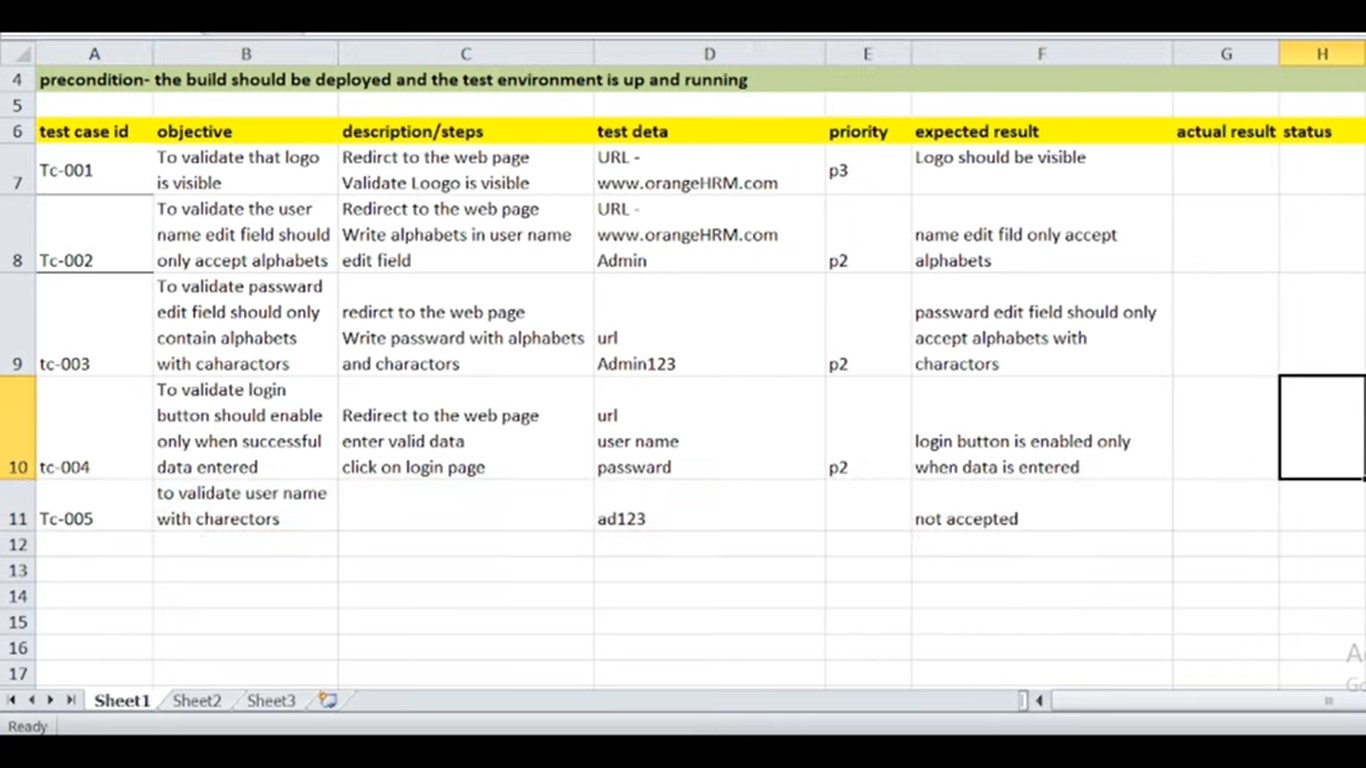 A B C D E F G H
4 precondition- the build should be deployed and the test environment is up and running
5
6 test case id objective description/steps test deta priority expected result actual result status
7 Tc-001
To validate that logo
is visible
Redirct to the web page
Validate Loogo is visible
URL -
www.orangeHRM.com
p3
Logo should be visible
8 Tc-002
To validate the user
name edit field should
only accept alphabets
Redirect to the web page
Write alphabets in user name
edit field
URL -
www.orangeHRM.com
Admin
p2
name edit fild only accept
alphabets
9 tc-003
To validate passward
edit field should only
contain alphabets
with caharactors
redirct to the web page
Write passward with alphabets
and charactors
url
Admin123
p2
passward edit field should only
accept alphabets with
charactors
10 tc-004
To validate login
button should enable
only when successful
data entered
Redirect to the web page
enter valid data
click on login page
url
user name
passward
p2
login button is enabled only
when data is entered
11 Tc-005
to validate user name
with charectors
ad123
not accepted
12
13
14
15
16
17
Sheet1 Sheet2 Sheet3
Ready